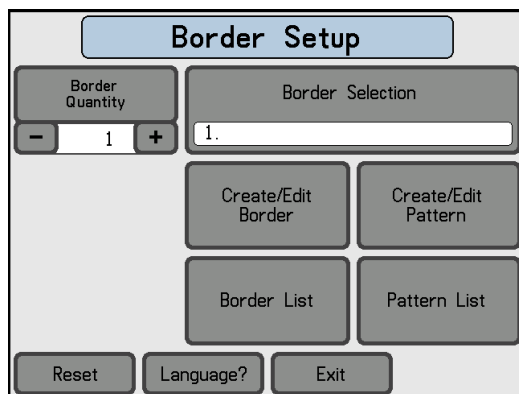 Border Setup
Border
Quantity
Border Selection
− 1 +
1.
Create/Edit
Border
Create/Edit
Pattern
Border List
Pattern List
Reset
Language?
Exit